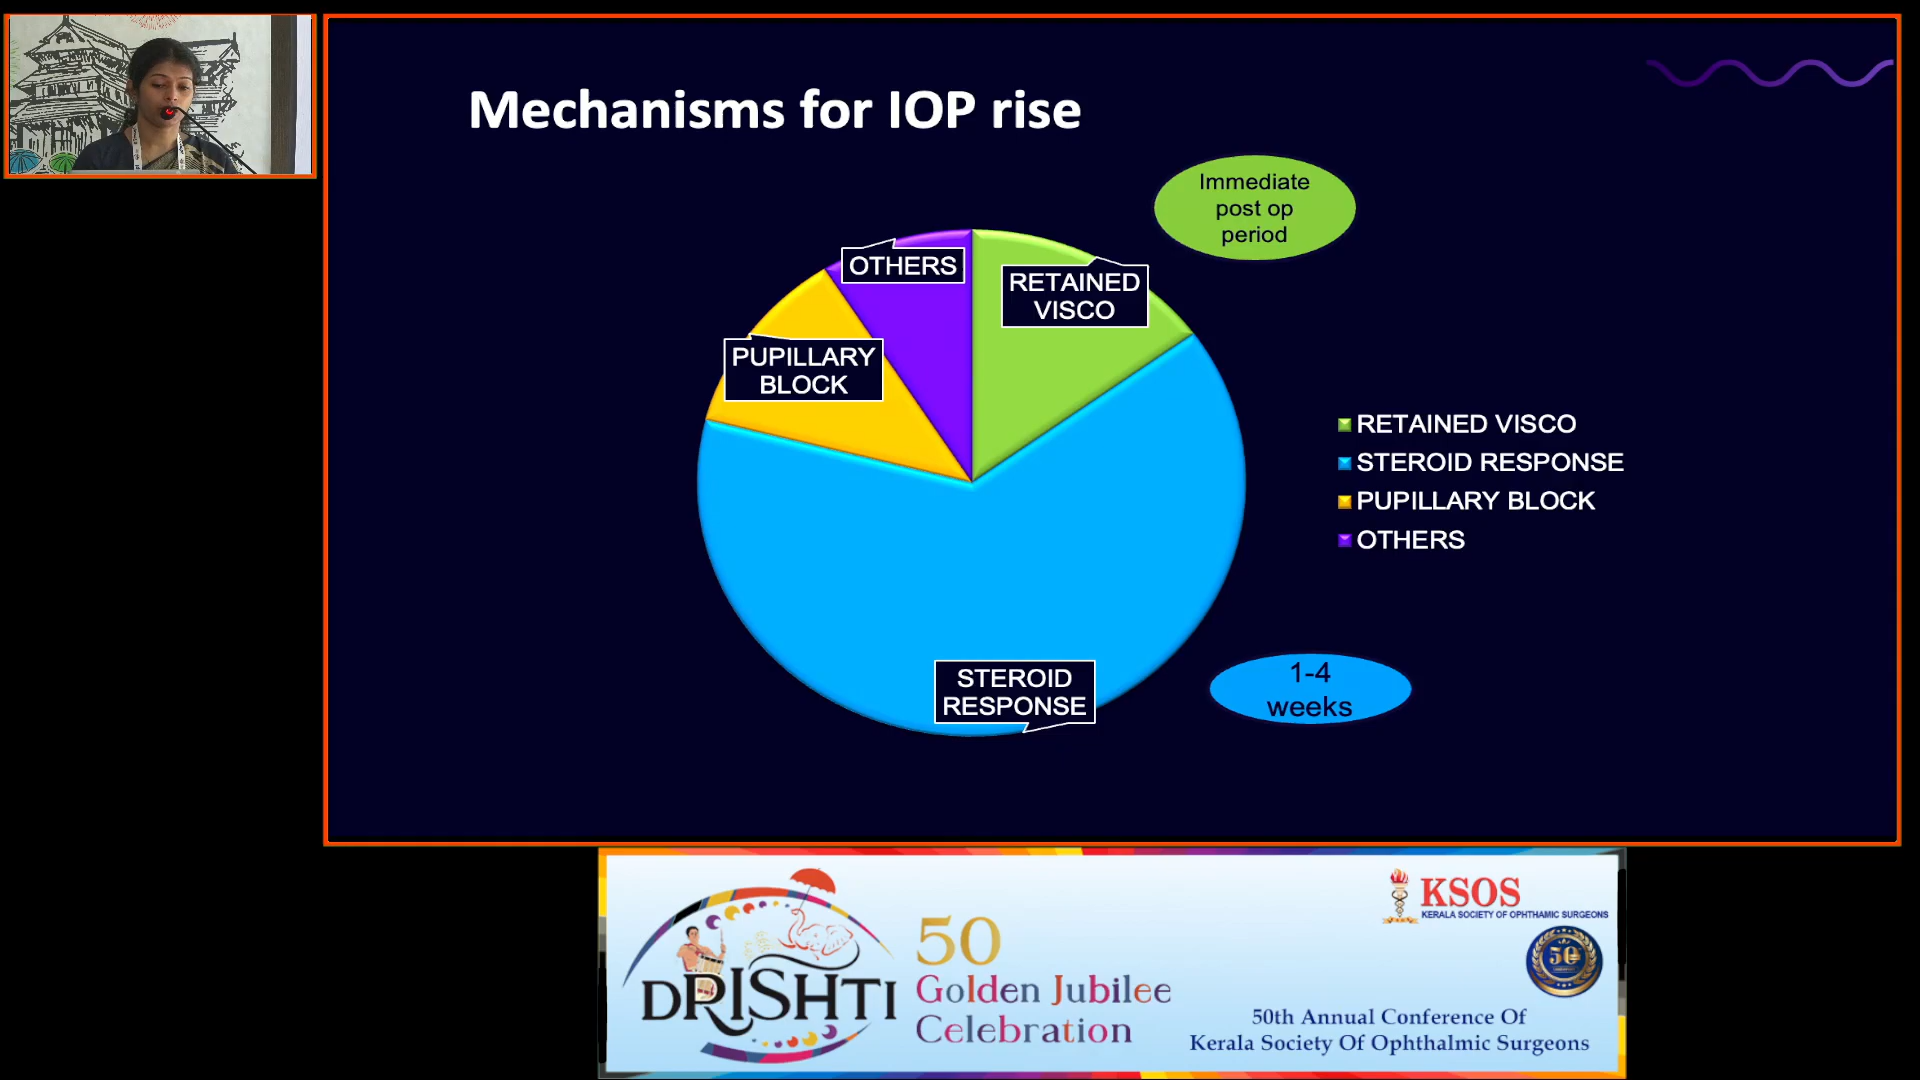 Mechanisms for IOP rise
Immediate
post op
period
OTHERS
RETAINED
VISCO
PUPILLARY
BLOCK
STEROID
RESPONSE
RETAINED VISCO
STEROID RESPONSE
PUPILLARY BLOCK
OTHERS
1-4
weeks
DRISHTI
50
Golden Jubilee
Celebration
KSOS
KERALA SOCIETY OF OPHTHAMIC SURGEONS
50
50th Annual Conference Of
Kerala Society Of Ophthalmic Surgeons